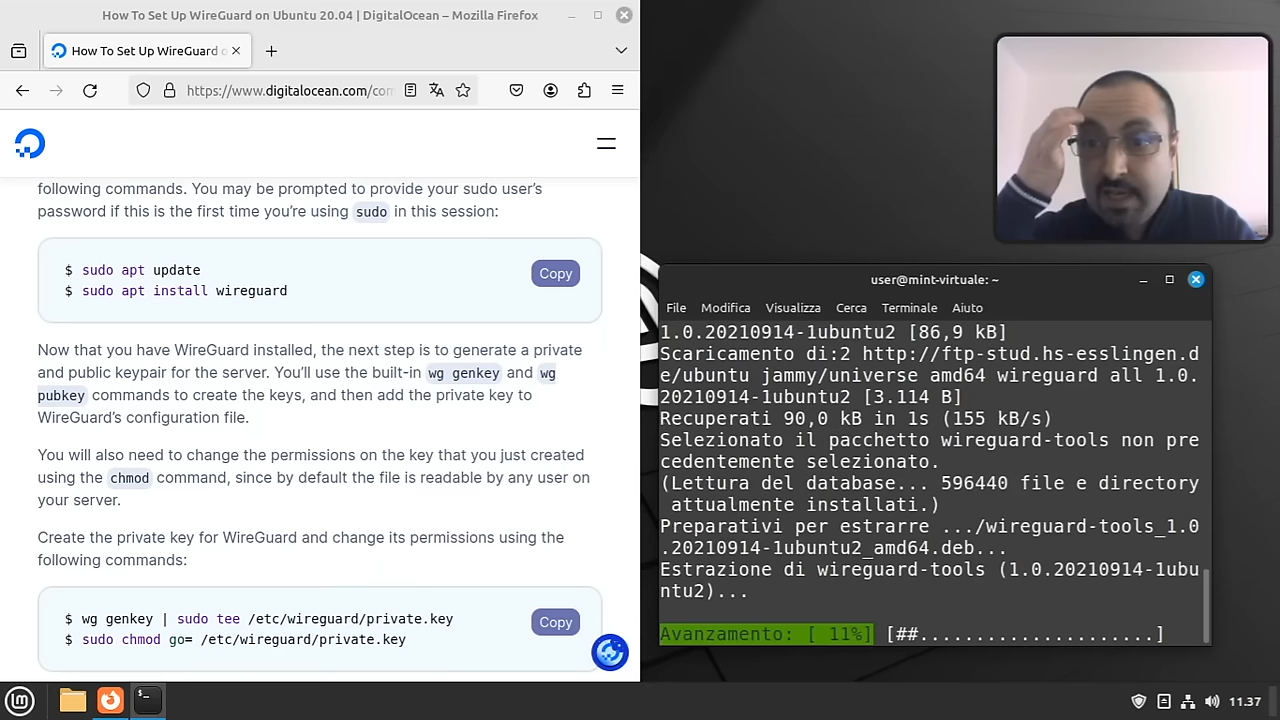 How To Set Up WireGuard on Ubuntu 20.04 | DigitalOcean – Mozilla Firefox
How To Set Up WireGuard o
https://www.digitalocean.com/com
following commands. You may be prompted to provide your sudo user’s
password if this is the first time you’re using sudo in this session:
$ sudo apt update
$ sudo apt install wireguard
Copy
Now that you have WireGuard installed, the next step is to generate a private
and public keypair for the server. You’ll use the built-in wg genkey and wg
pubkey commands to create the keys, and then add the private key to
WireGuard’s configuration file.
You will also need to change the permissions on the key that you just created
using the chmod command, since by default the file is readable by any user on
your server.
Create the private key for WireGuard and change its permissions using the
following commands:
$ wg genkey | sudo tee /etc/wireguard/private.key
$ sudo chmod go= /etc/wireguard/private.key
Copy
user@mint-virtuale: ~
File Modifica Visualizza Cerca Terminale Aiuto
1.0.20210914-1ubuntu2 [86,9 kB]
Scaricamento di:2 http://ftp-stud.hs-esslingen.d
e/ubuntu jammy/universe amd64 wireguard all 1.0.
20210914-1ubuntu2 [3.114 B]
Recuperati 90,0 kB in 1s (155 kB/s)
Selezionato il pacchetto wireguard-tools non pre
cedentemente selezionato.
(Lettura del database... 596440 file e directory
attualmente installati.)
Preparativi per estrarre .../wireguard-tools_1.0
.20210914-1ubuntu2_amd64.deb...
Estrazione di wireguard-tools (1.0.20210914-1ubu
ntu2)...
Avanzamento: [ 11%] [##......................]
11.37